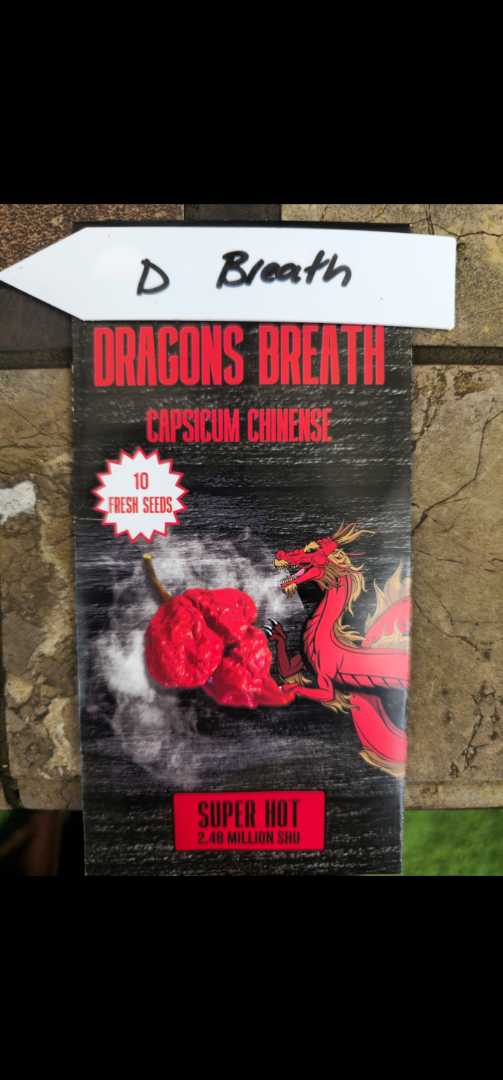 D Breath
DRAGONS BREATH
CAPSICUM CHINENSE
10
FRESH SEEDS
SUPER HOT
2.48 MILLION SHU